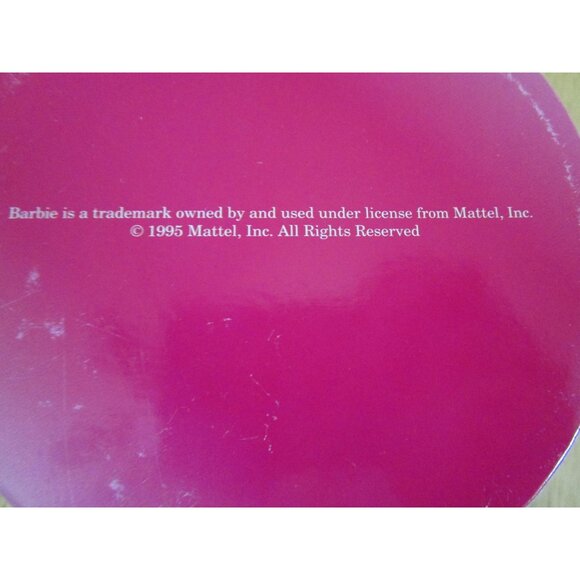 Barbie is a trademark owned by and used under license from Mattel, Inc.
© 1995 Mattel, Inc. All Rights Reserved